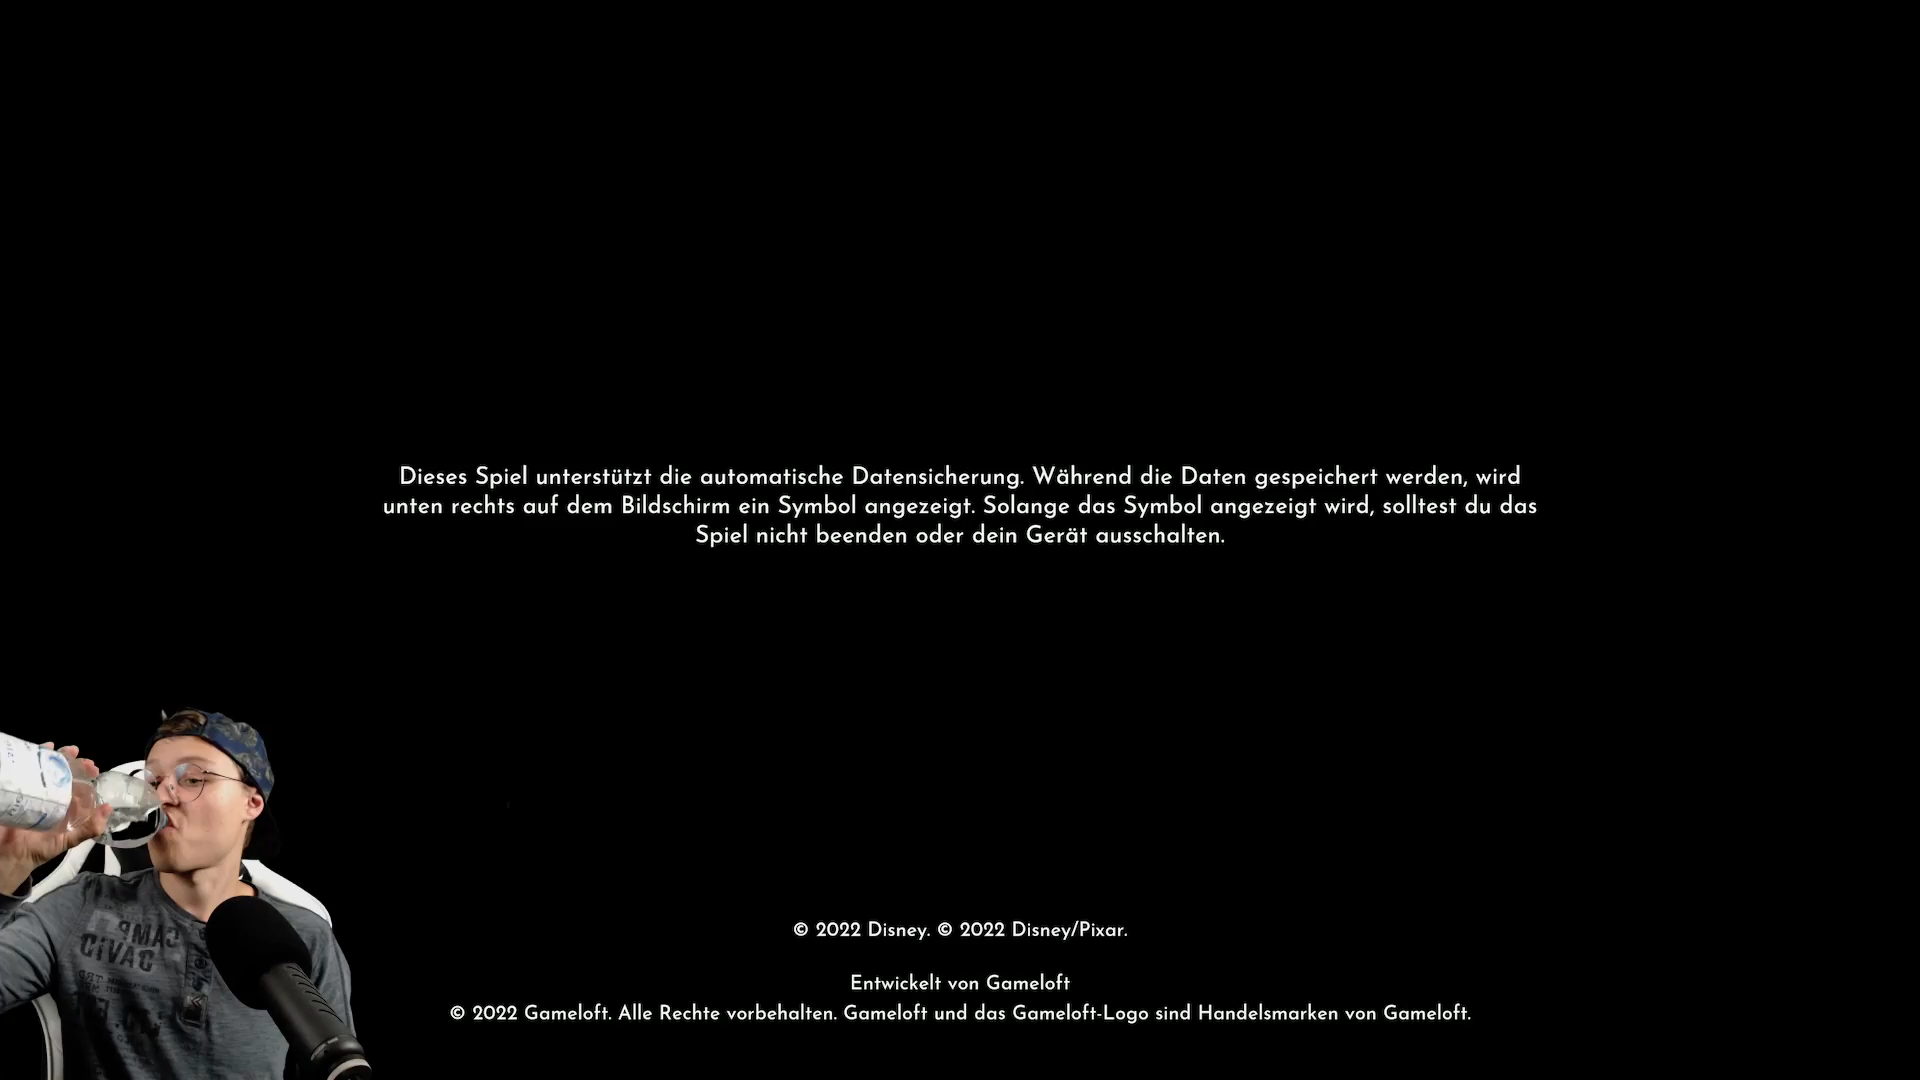 Dieses Spiel unterstützt die automatische Datensicherung. Während die Daten gespeichert werden, wird
unten rechts auf dem Bildschirm ein Symbol angezeigt. Solange das Symbol angezeigt wird, solltest du das
Spiel nicht beenden oder dein Gerät ausschalten.
CAMP
DAVID
© 2022 Disney. © 2022 Disney/Pixar.
Entwickelt von Gameloft
© 2022 Gameloft. Alle Rechte vorbehalten. Gameloft und das Gameloft-Logo sind Handelsmarken von Gameloft.